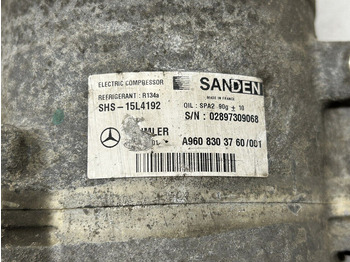 ELECTRIC COMPRESSOR
REFRIGERANT : R134a
SHS - 15L4192
SANDEN
MADE IN FRANCE
OIL : SPA2 90g ± 10
S/N : 02897309068
MLER
A960 830 37 60/001